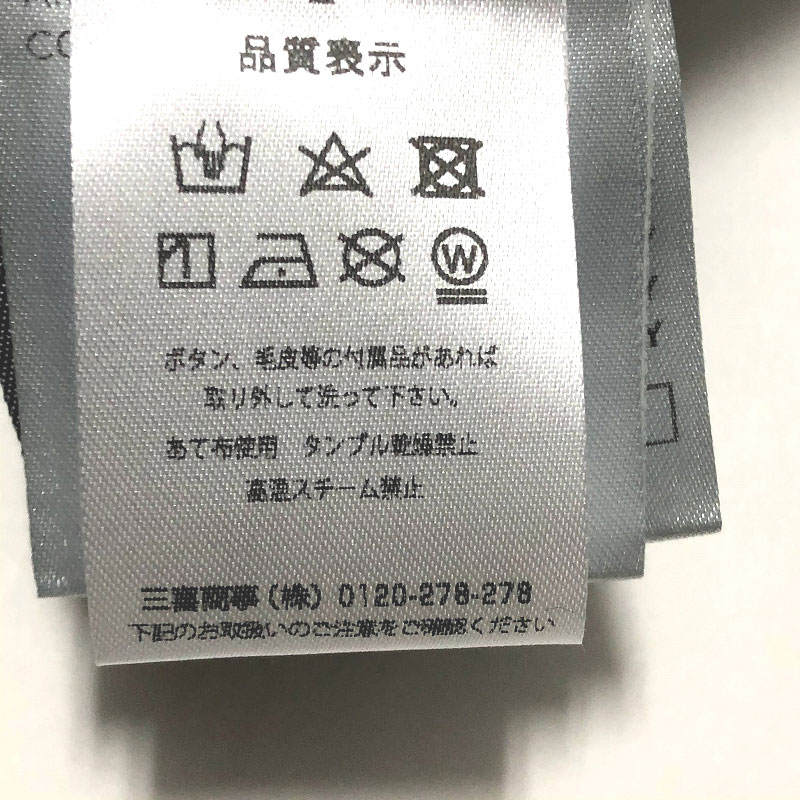 CO
品質表示
W
ボタン、毛皮等の付属品があれば
取り外して洗って下さい。
あて布使用　タンブル乾燥禁止
高温スチーム禁止
三喜商事（株）0120-278-278
下記のお取扱いのご注意をご確認ください